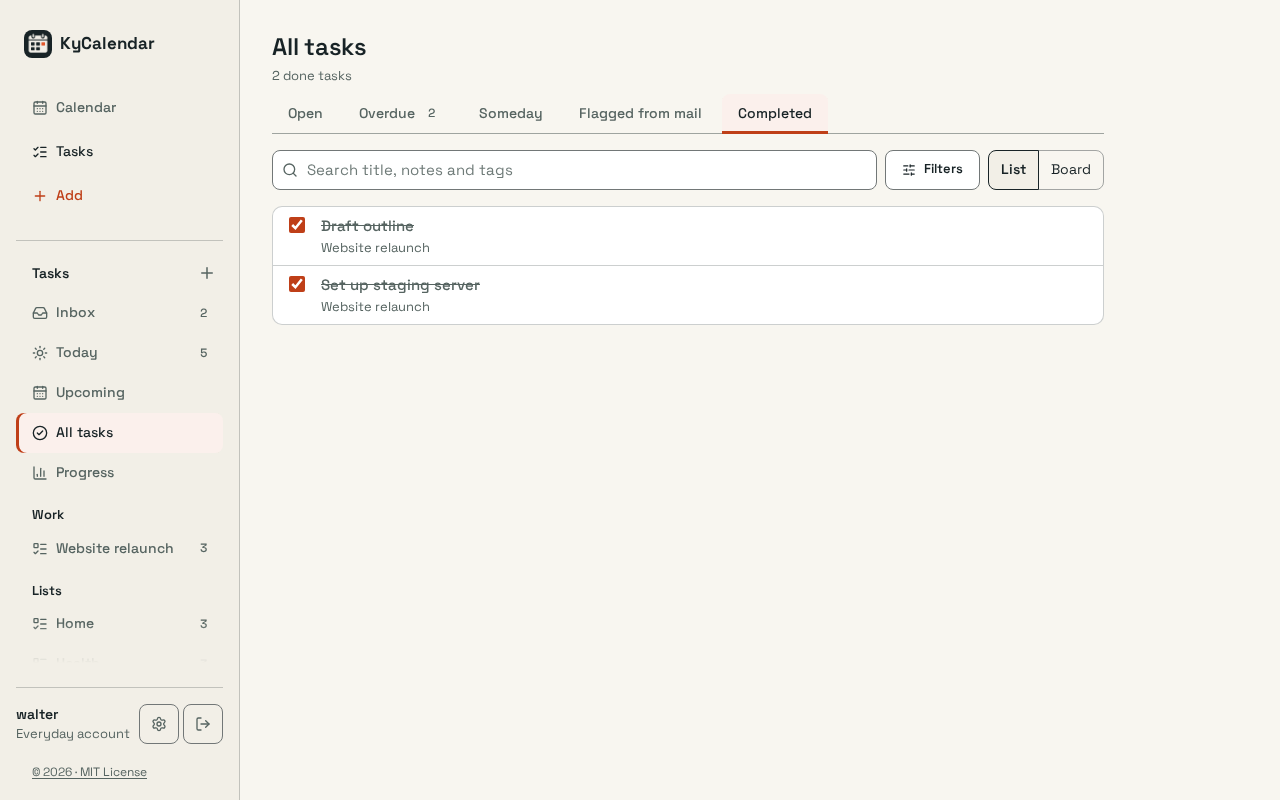 KyCalendar
Calendar
Tasks
Add
Tasks
Inbox 2
Today 5
Upcoming
All tasks
Progress
Work
Website relaunch 3
Lists
Home 3
walter
Everyday account
© 2026 · MIT License
All tasks
2 done tasks
Open Overdue 2 Someday Flagged from mail Completed
Search title, notes and tags Filters List Board
Draft outline
Website relaunch
Set up staging server
Website relaunch